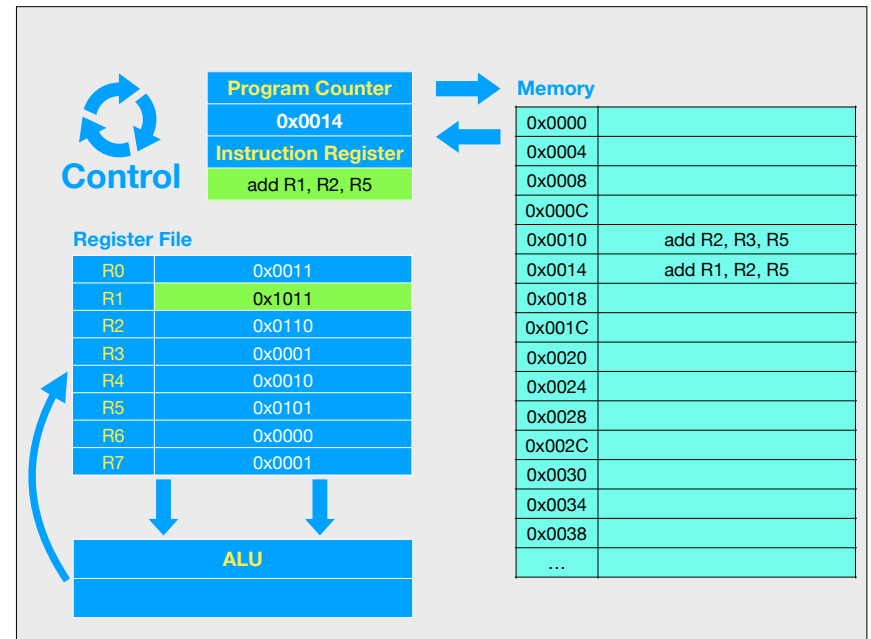 Program Counter
0x0014
Instruction Register
add R1, R2, R5
Control
Register File
R0 0x0011
R1 0x1011
R2 0x0110
R3 0x0001
R4 0x0010
R5 0x0101
R6 0x0000
R7 0x0001
ALU
Memory
0x0000
0x0004
0x0008
0x000C
0x0010 add R2, R3, R5
0x0014 add R1, R2, R5
0x0018
0x001C
0x0020
0x0024
0x0028
0x002C
0x0030
0x0034
0x0038
…